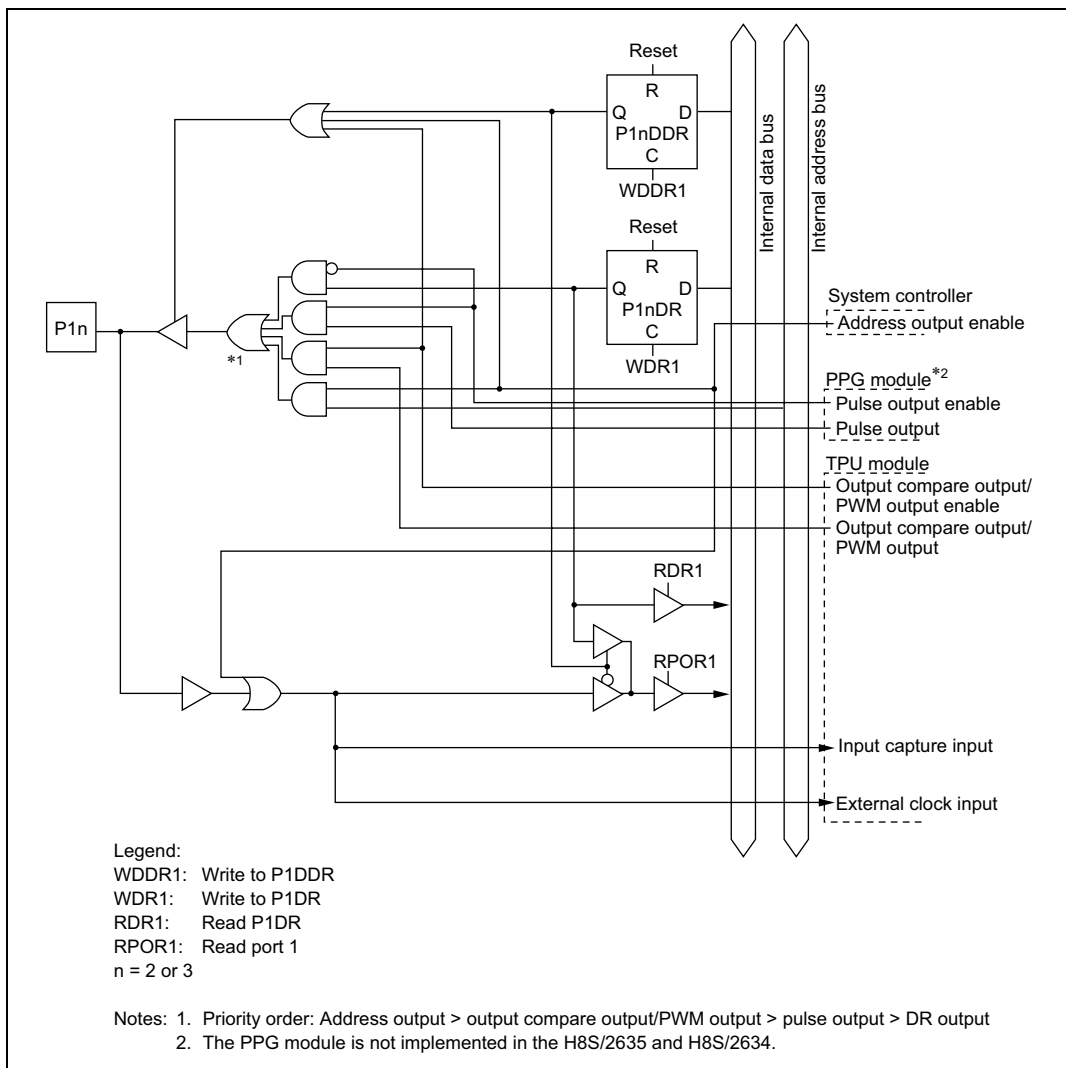 Reset
R
Q D
P1nDDR
C
WDDR1
Reset
R
Q D
P1nDR
C
WDR1
Internal data bus
Internal address bus
System controller
Address output enable
PPG module*2
Pulse output enable
Pulse output
TPU module
Output compare output/
PWM output enable
Output compare output/
PWM output
P1n
*1
RDR1
RPOR1
Input capture input
External clock input
Legend:
WDDR1: Write to P1DDR
WDR1: Write to P1DR
RDR1: Read P1DR
RPOR1: Read port 1
n = 2 or 3
Notes: 1. Priority order: Address output > output compare output/PWM output > pulse output > DR output
2. The PPG module is not implemented in the H8S/2635 and H8S/2634.